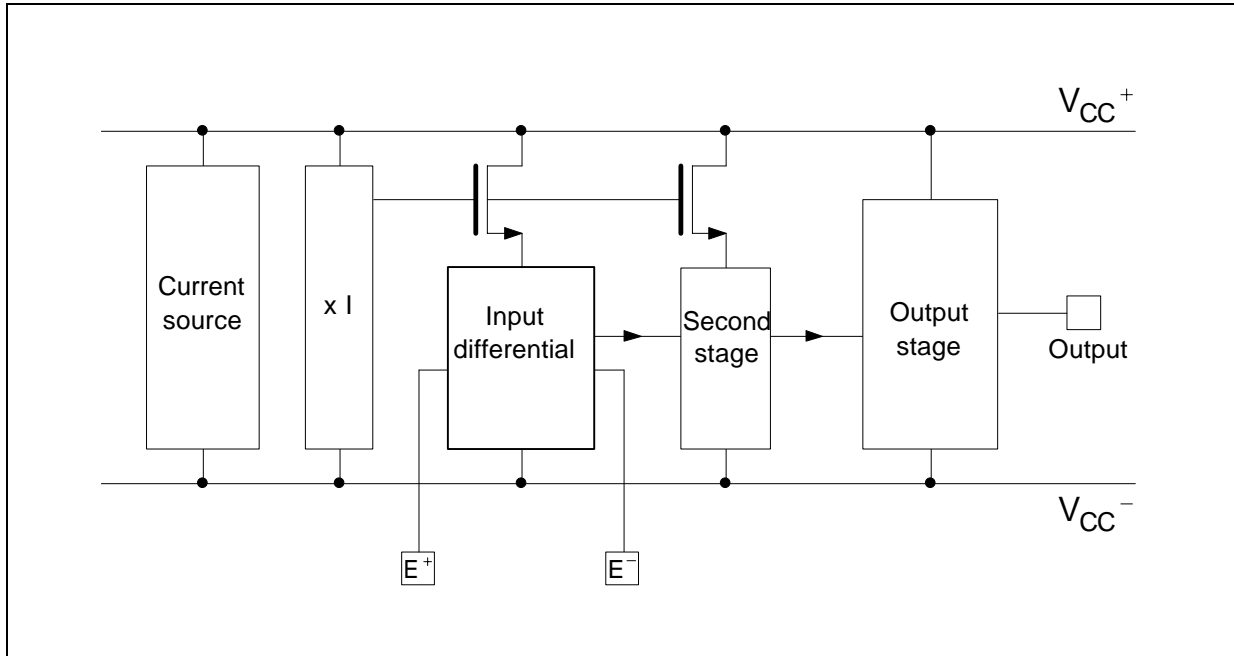 VCC+
Current
source
x I
Input
differential
Second
stage
Output
stage
Output
VCC−
E+
E−